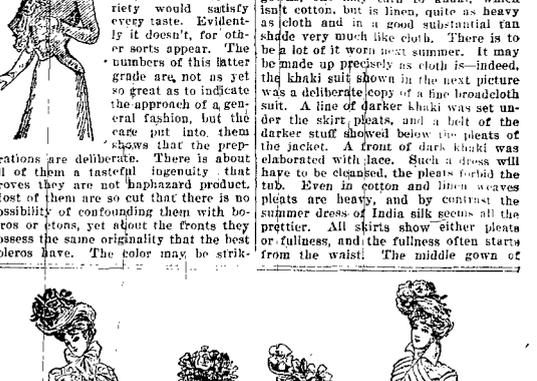 riety would satisfy
every taste. Evident-
ly it doesn't, for oth-
er sorts appear. The
numbers of this latter
grade are not as yet
so great as to indicate
the approach of a gen-
eral fashion, but the
care put into them
shows that the prep-
rations are deliberate. There is about
ll of them a tasteful ingenuity that
roves they are not haphazard product.
lost of them are so cut that there is no
ossibility of confounding them with bo-
ros or etons, yet about the fronts they
ossess the same originality that the best
oleros have. The color may be strik-
isn't cotton, but is linen, quite as heavy
as cloth and in a good substantial tan
shade very much like cloth. There is to
be a lot of it worn next summer. It may
be made up precisely as cloth is—indeed,
the khaki suit shown in the next picture
was a deliberate copy of a fine broadcloth
suit. A line of darker khaki was set un-
der the skirt pleats, and a belt of the
darker stuff showed below the pleats of
the jacket. A front of dark khaki was
elaborated with lace. Such a dress will
have to be cleansed, the pleats forbid the
tub. Even in cotton and linen weaves
pleats are heavy, and by contrast the
summer dress of India silk seems all the
prettier. All skirts show either pleats
or fullness, and the fullness often starts
from the waist. The middle gown of